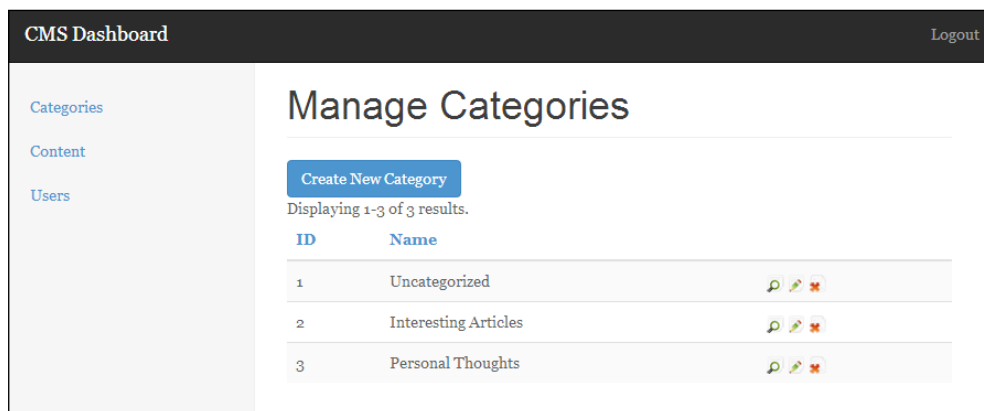 CMS Dashboard
Logout
Categories
Content
Users
Manage Categories
Create New Category
Displaying 1-3 of 3 results.
ID Name
1 Uncategorized
2 Interesting Articles
3 Personal Thoughts